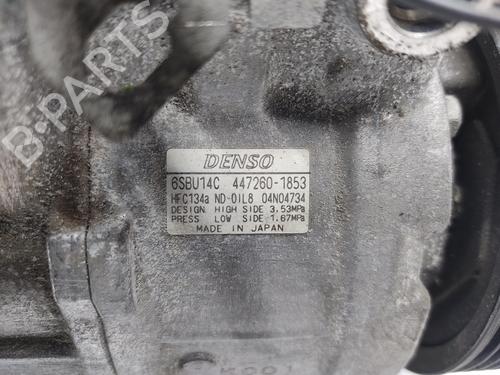 B-PARTS
DENSO
6SBU14C 447260-1853
HFC134a ND-OIL8 04N04734
DESIGN HIGH SIDE 3.53MPa
PRESS LOW SIDE 1.67MPa
MADE IN JAPAN